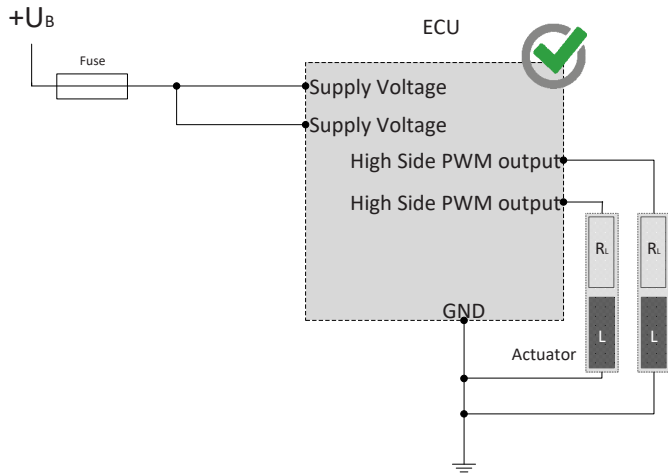 +UB
ECU
Fuse
Supply Voltage
Supply Voltage
High Side PWM output
High Side PWM output
RL
RL
GND
L
L
Actuator